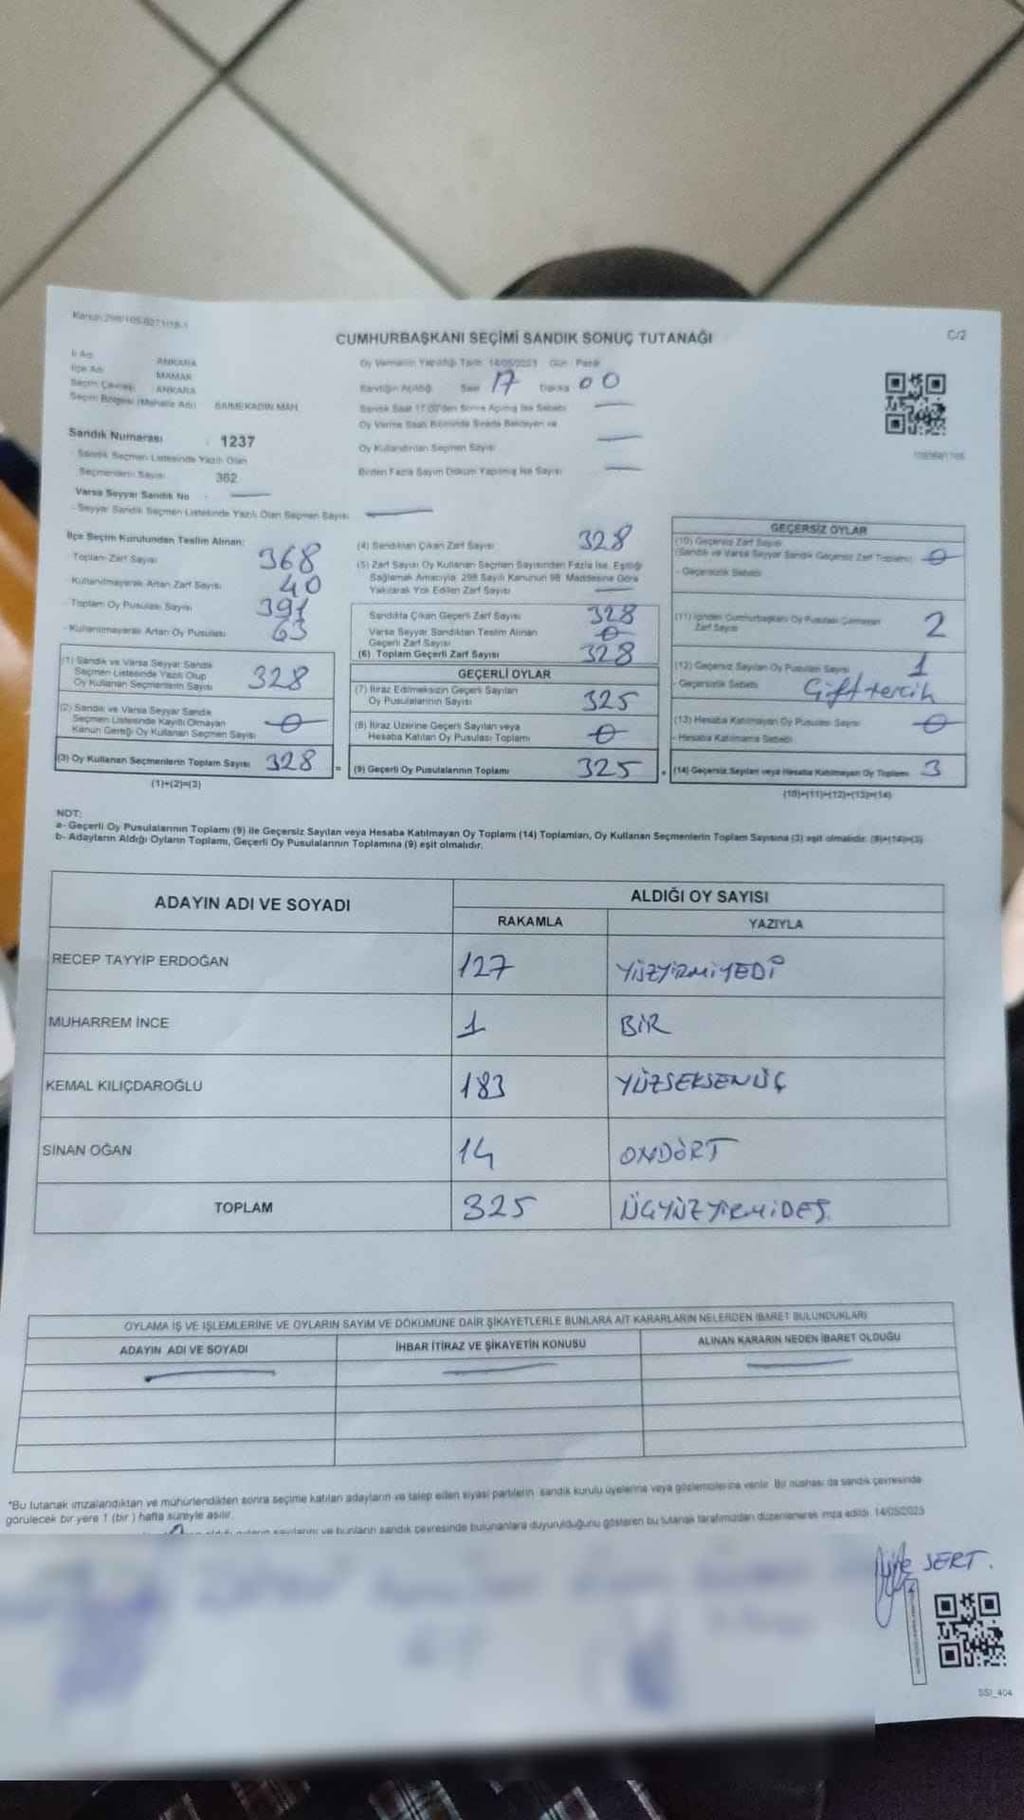 CUMHURBAŞKANI SEÇİMİ SANDIK SONUÇ TUTANAĞI
C/2
İl Adı ANKARA
İlçe Adı MAMAK
Seçim Çevresi ANKARA
Seçim Bölgesi (Mahalle Adı) SAİMEKADIN MAH.
Sandık Numarası : 1237
- Sandık Seçmen Listesinde Yazılı Olan
Seçmenlerin Sayısı 362
Varsa Seyyar Sandık No
- Seyyar Sandık Seçmen Listesinde Yazılı Olan Seçmen Sayısı
Oy Vermenin Yapıldığı Tarih 14/05/2023 Gün Pazar
Sandığın Açıldığı Saat 17 Dakika 00
Sandık Saat 17:00'den Sonra Açılmış İse Sebebi
Oy Verme Saati Bitiminde Sırada Bekleyen ve
Oy Kullandırılan Seçmen Sayısı
Birden Fazla Sayım Döküm Yapılmış İse Sayısı
İlçe Seçim Kurulundan Teslim Alınan:
- Toplam Zarf Sayısı 368
Kullanılmayarak Artan Zarf Sayısı 40
- Toplam Oy Pusulası Sayısı 391
- Kullanılmayarak Artan Oy Pusulası 63
(1) Sandık ve Varsa Seyyar Sandık
Seçmen Listesinde Yazılı Olup
Oy Kullanan Seçmenlerin Sayısı 328
(2) Sandık ve Varsa Seyyar Sandık
Seçmen Listesinde Kayıtlı Olmayan
Kanun Gereği Oy Kullanan Seçmen Sayısı 0
(3) Oy Kullanan Seçmenlerin Toplam Sayısı 328
(1)+(2)=(3)
(4) Sandıktan Çıkan Zarf Sayısı 328
(5) Zarf Sayısı Oy Kullanan Seçmen Sayısından Fazla İse, Eşitliği
Sağlamak Amacıyla, 298 Sayılı Kanunun 98. Maddesine Göre
Yakılarak Yok Edilen Zarf Sayısı
Sandıkta Çıkan Geçerli Zarf Sayısı 328
Varsa Seyyar Sandıktan Teslim Alınan
Geçerli Zarf Sayısı 0
(6) Toplam Geçerli Zarf Sayısı 328
GEÇERLİ OYLAR
(7) İtiraz Edilmeksizin Geçerli Sayılan
Oy Pusulalarının Sayısı 325
(8) İtiraz Üzerine Geçerli Sayılan veya
Hesaba Katılan Oy Pusulası Toplamı 0
(9) Geçerli Oy Pusulalarının Toplamı 325
GEÇERSİZ OYLAR
(10) Geçersiz Zarf Sayısı
(Sandık ve Varsa Seyyar Sandık Geçersiz Zarf Toplamı) 0
- Geçersizlik Sebebi
(11) İçinden Cumhurbaşkanı Oy Pusulası Çıkmayan
Zarf Sayısı 2
(12) Geçersiz Sayılan Oy Pusulası Sayısı 1
- Geçersizlik Sebebi Çift tercih
(13) Hesaba Katılmayan Oy Pusulası Sayısı 0
- Hesaba Katılmama Sebebi
(14) Geçersiz Sayılan veya Hesaba Katılmayan Oy Toplamı 3
(10)+(11)+(12)+(13)=(14)
NOT:
a- Geçerli Oy Pusulalarının Toplamı (9) ile Geçersiz Sayılan veya Hesaba Katılmayan Oy Toplamı (14) Toplamları, Oy Kullanan Seçmenlerin Toplam Sayısına (3) eşit olmalıdır. (9)+(14)=(3)
b- Adayların Aldığı Oyların Toplamı, Geçerli Oy Pusulalarının Toplamına (9) eşit olmalıdır.
ADAYIN ADI VE SOYADI
ALDIĞI OY SAYISI
RAKAMLA YAZIYLA
RECEP TAYYİP ERDOĞAN 127 YÜZYİRMİYEDİ
MUHARREM İNCE 1 BİR
KEMAL KILIÇDAROĞLU 183 YÜZSEKSENÜÇ
SİNAN OĞAN 14 ONDÖRT
TOPLAM 325 ÜÇYÜZYİRMİBEŞ
OYLAMA İŞ VE İŞLEMLERİNE VE OYLARIN SAYIM VE DÖKÜMÜNE DAİR ŞİKAYETLERLE BUNLARA AİT KARARLARIN NELERDEN İBARET BULUNDUKLARI
ADAYIN ADI VE SOYADI İHBAR İTİRAZ VE ŞİKAYETİN KONUSU ALINAN KARARIN NEDEN İBARET OLDUĞU
*Bu tutanak imzalandıktan ve mühürlendikten sonra seçime katılan adayların ve talep eden siyasi partilerin sandık kurulu üyelerine veya gözlemcilerine verilir. Bir nüshası da sandık çevresinde
görülecek bir yere 1 (bir) hafta süreyle asılır.
bunların sandık çevresinde bulunanlara duyurulduğunu gösteren bu tutanak tarafımızdan düzenlenerek imza edildi. 14/05/2023
SERT.
SSI_404